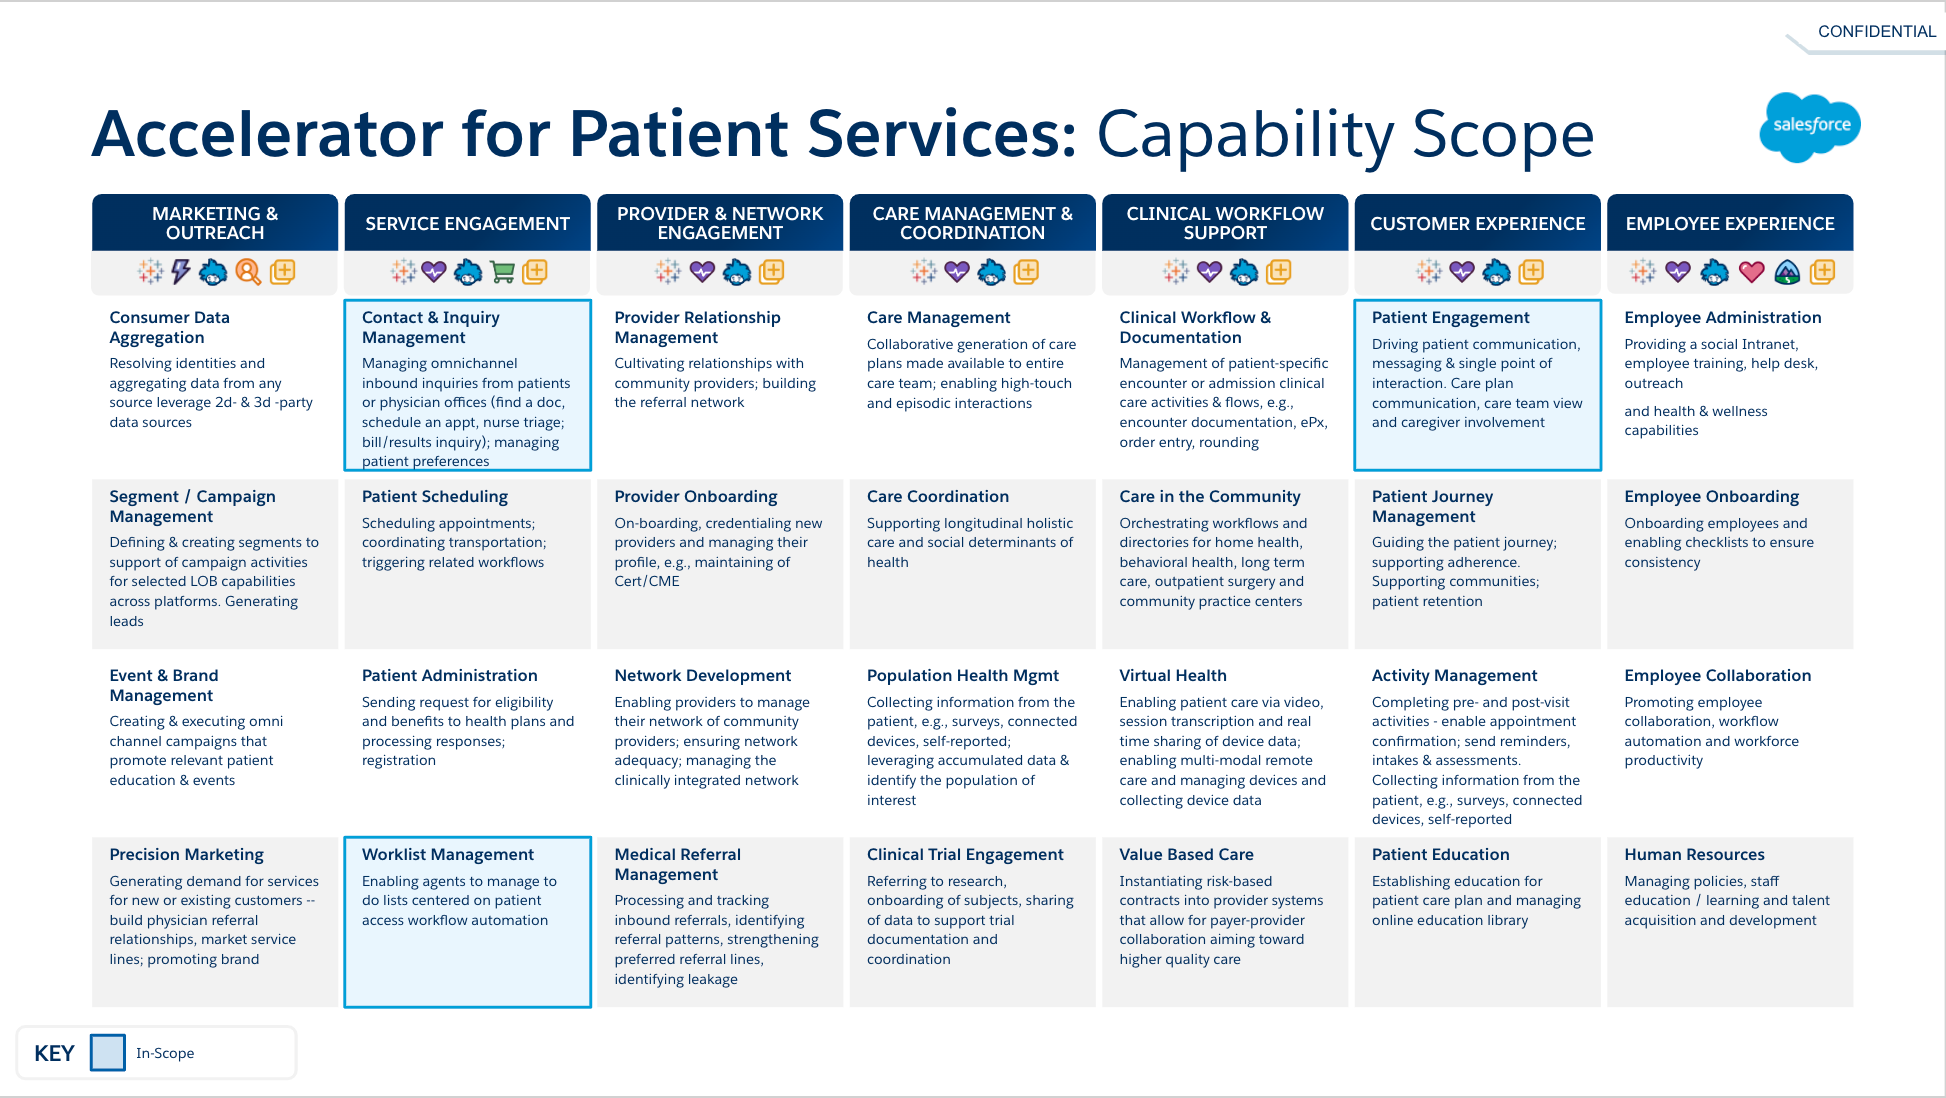 CONFIDENTIAL
Accelerator for Patient Services: Capability Scope
salesforce
MARKETING &
OUTREACH
SERVICE ENGAGEMENT
PROVIDER & NETWORK
ENGAGEMENT
CARE MANAGEMENT &
COORDINATION
CLINICAL WORKFLOW
SUPPORT
CUSTOMER EXPERIENCE
EMPLOYEE EXPERIENCE
Consumer Data
Aggregation
Resolving identities and
aggregating data from any
source leverage 2d- & 3d -party
data sources
Contact & Inquiry
Management
Managing omnichannel
inbound inquiries from patients
or physician offices (find a doc,
schedule an appt, nurse triage;
bill/results inquiry); managing
patient preferences
Provider Relationship
Management
Cultivating relationships with
community providers; building
the referral network
Care Management
Collaborative generation of care
plans made available to entire
care team; enabling high-touch
and episodic interactions
Clinical Workflow &
Documentation
Management of patient-specific
encounter or admission clinical
care activities & flows, e.g.,
encounter documentation, ePx,
order entry, rounding
Patient Engagement
Driving patient communication,
messaging & single point of
interaction. Care plan
communication, care team view
and caregiver involvement
Employee Administration
Providing a social Intranet,
employee training, help desk,
outreach
and health & wellness
capabilities
Segment / Campaign
Management
Defining & creating segments to
support of campaign activities
for selected LOB capabilities
across platforms. Generating
leads
Patient Scheduling
Scheduling appointments;
coordinating transportation;
triggering related workflows
Provider Onboarding
On-boarding, credentialing new
providers and managing their
profile, e.g., maintaining of
Cert/CME
Care Coordination
Supporting longitudinal holistic
care and social determinants of
health
Care in the Community
Orchestrating workflows and
directories for home health,
behavioral health, long term
care, outpatient surgery and
community practice centers
Patient Journey
Management
Guiding the patient journey;
supporting adherence.
Supporting communities;
patient retention
Employee Onboarding
Onboarding employees and
enabling checklists to ensure
consistency
Event & Brand
Management
Creating & executing omni
channel campaigns that
promote relevant patient
education & events
Patient Administration
Sending request for eligibility
and benefits to health plans and
processing responses;
registration
Network Development
Enabling providers to manage
their network of community
providers; ensuring network
adequacy; managing the
clinically integrated network
Population Health Mgmt
Collecting information from the
patient, e.g., surveys, connected
devices, self-reported;
leveraging accumulated data &
identify the population of
interest
Virtual Health
Enabling patient care via video,
session transcription and real
time sharing of device data;
enabling multi-modal remote
care and managing devices and
collecting device data
Activity Management
Completing pre- and post-visit
activities - enable appointment
confirmation; send reminders,
intakes & assessments.
Collecting information from the
patient, e.g., surveys, connected
devices, self-reported
Employee Collaboration
Promoting employee
collaboration, workflow
automation and workforce
productivity
Precision Marketing
Generating demand for services
for new or existing customers --
build physician referral
relationships, market service
lines; promoting brand
Worklist Management
Enabling agents to manage to
do lists centered on patient
access workflow automation
Medical Referral
Management
Processing and tracking
inbound referrals, identifying
referral patterns, strengthening
preferred referral lines,
identifying leakage
Clinical Trial Engagement
Referring to research,
onboarding of subjects, sharing
of data to support trial
documentation and
coordination
Value Based Care
Instantiating risk-based
contracts into provider systems
that allow for payer-provider
collaboration aiming toward
higher quality care
Patient Education
Establishing education for
patient care plan and managing
online education library
Human Resources
Managing policies, staff
education / learning and talent
acquisition and development
KEY
In-Scope